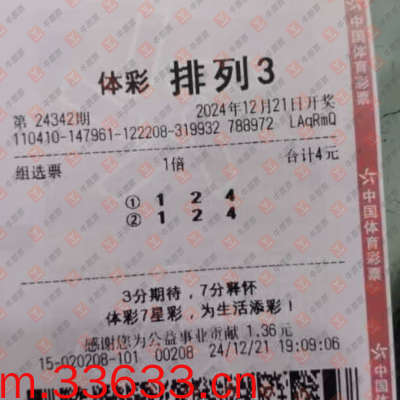 体彩 排列3
第 24342期 2024年12月21日开奖
110410-147961-122208-319932 788972 LAqRmQ
组选票 1倍 合计4元
① 1 2 4
② 1 2 4
3分期待，7分释怀
体彩7星彩，为生活添彩！
感谢您为公益事业贡献 1.36元
15-020208-101 00208 24/12/21 19:09:06
m.33633.cn
中国体育彩票
中国体育彩票
中国体育彩票